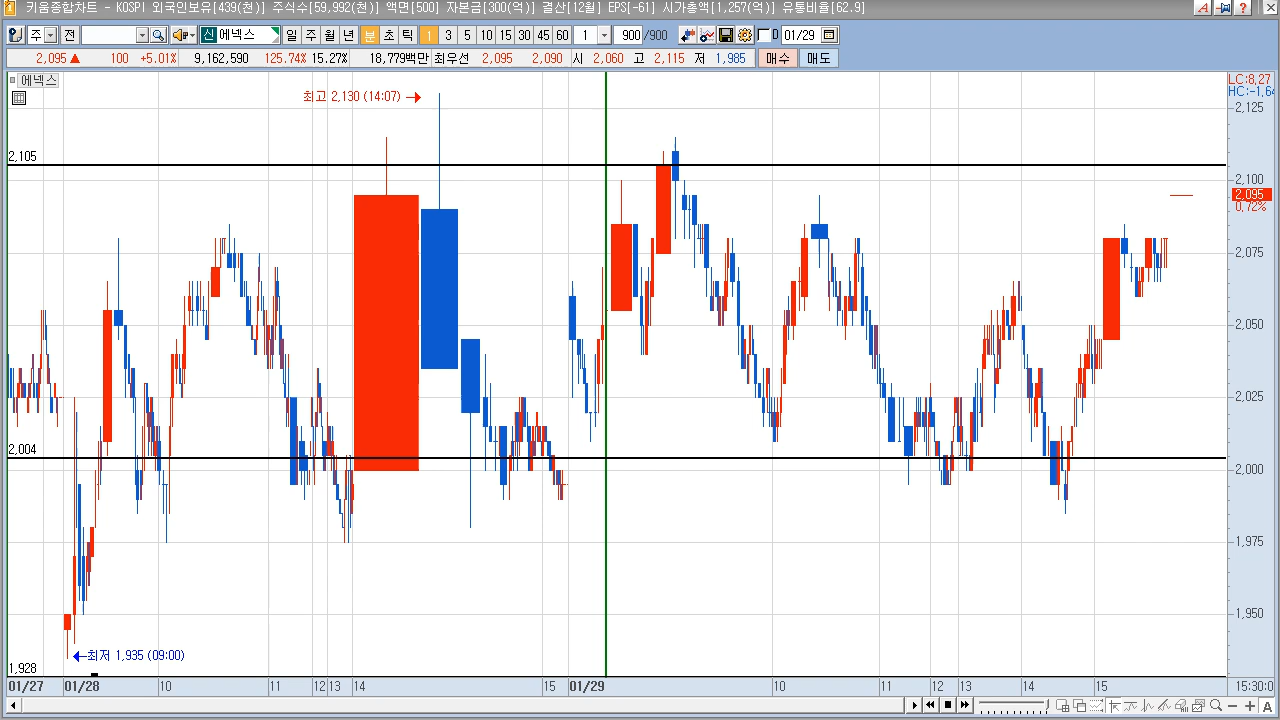 키움종합차트 - KOSPI 외국인보유[439(천)] 주식수[59,992(천)] 액면[500] 자본금[300(억)] 결산[12월] EPS[-61] 시가총액[1,257(억)] 유통비율[62.9]
주 전 신 에넥스 일 주 월 년 분 초 틱 1 3 5 10 15 30 45 60 1 900 /900 D 01/29
2,095▲ 100 +5.01% 9,162,590 125.74% 15.27% 18,779백만 최우선 2,095 2,090 시 2,060 고 2,115 저 1,985 매수 매도
에넥스
LC:8,27
HC:-1,64
최고 2,130 (14:07)
2,125
2,105
2,100
2,095
0,72%
2,075
2,050
2,025
2,004
2,000
1,975
1,950
최저 1,935 (09:00)
1,928
01/27 01/28 10 11 12 13 14 15 01/29 10 11 12 13 14 15 15:30:0
A